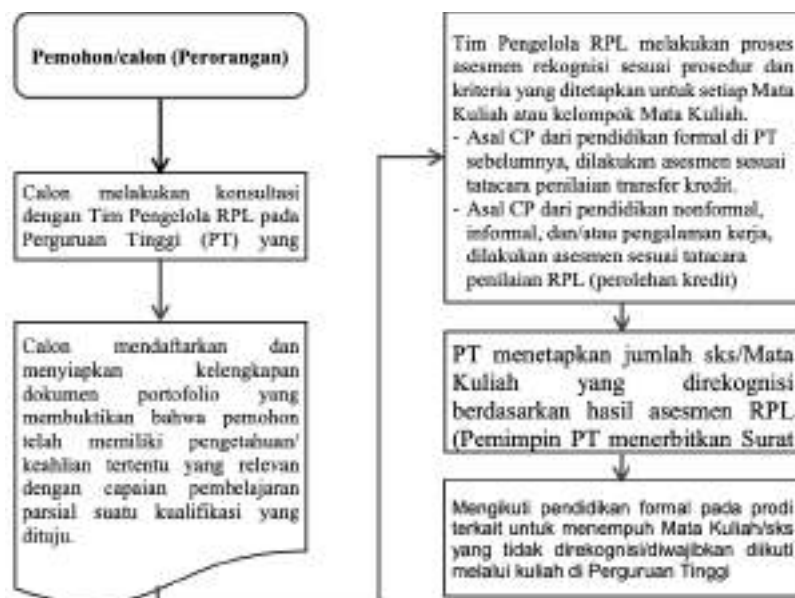 Pemohon/calon (Perorangan)
Calon melakukan konsultasi
dengan Tim Pengelola RPL pada
Perguruan Tinggi (PT) yang
Calon mendaftarkan dan
menyiapkan kelengkapan
dokumen portofolio yang
membuktikan bahwa pemohon
telah memiliki pengetahuan/
keahlian tertentu yang relevan
dengan capaian pembelajaran
parsial suatu kualifikasi yang
dituju.
Tim Pengelola RPL melakukan proses
asesmen rekognisi sesuai prosedur dan
kriteria yang ditetapkan untuk setiap Mata
Kuliah atau kelompok Mata Kuliah.
- Asal CP dari pendidikan formal di PT
sebelumnya, dilakukan asesmen sesuai
tatacara penilaian transfer kredit.
- Asal CP dari pendidikan nonformal,
informal, dan/atau pengalaman kerja,
dilakukan asesmen sesuai tatacara
penilaian RPL (perolehan kredit)
PT menetapkan jumlah sks/Mata
Kuliah yang direkognisi
berdasarkan hasil asesmen RPL
(Pemimpin PT menerbitkan Surat
Mengikuti pendidikan formal pada prodi
terkait untuk menempuh Mata Kuliah/sks
yang tidak direkognisi/diwajibkan diikuti
melalui kuliah di Perguruan Tinggi